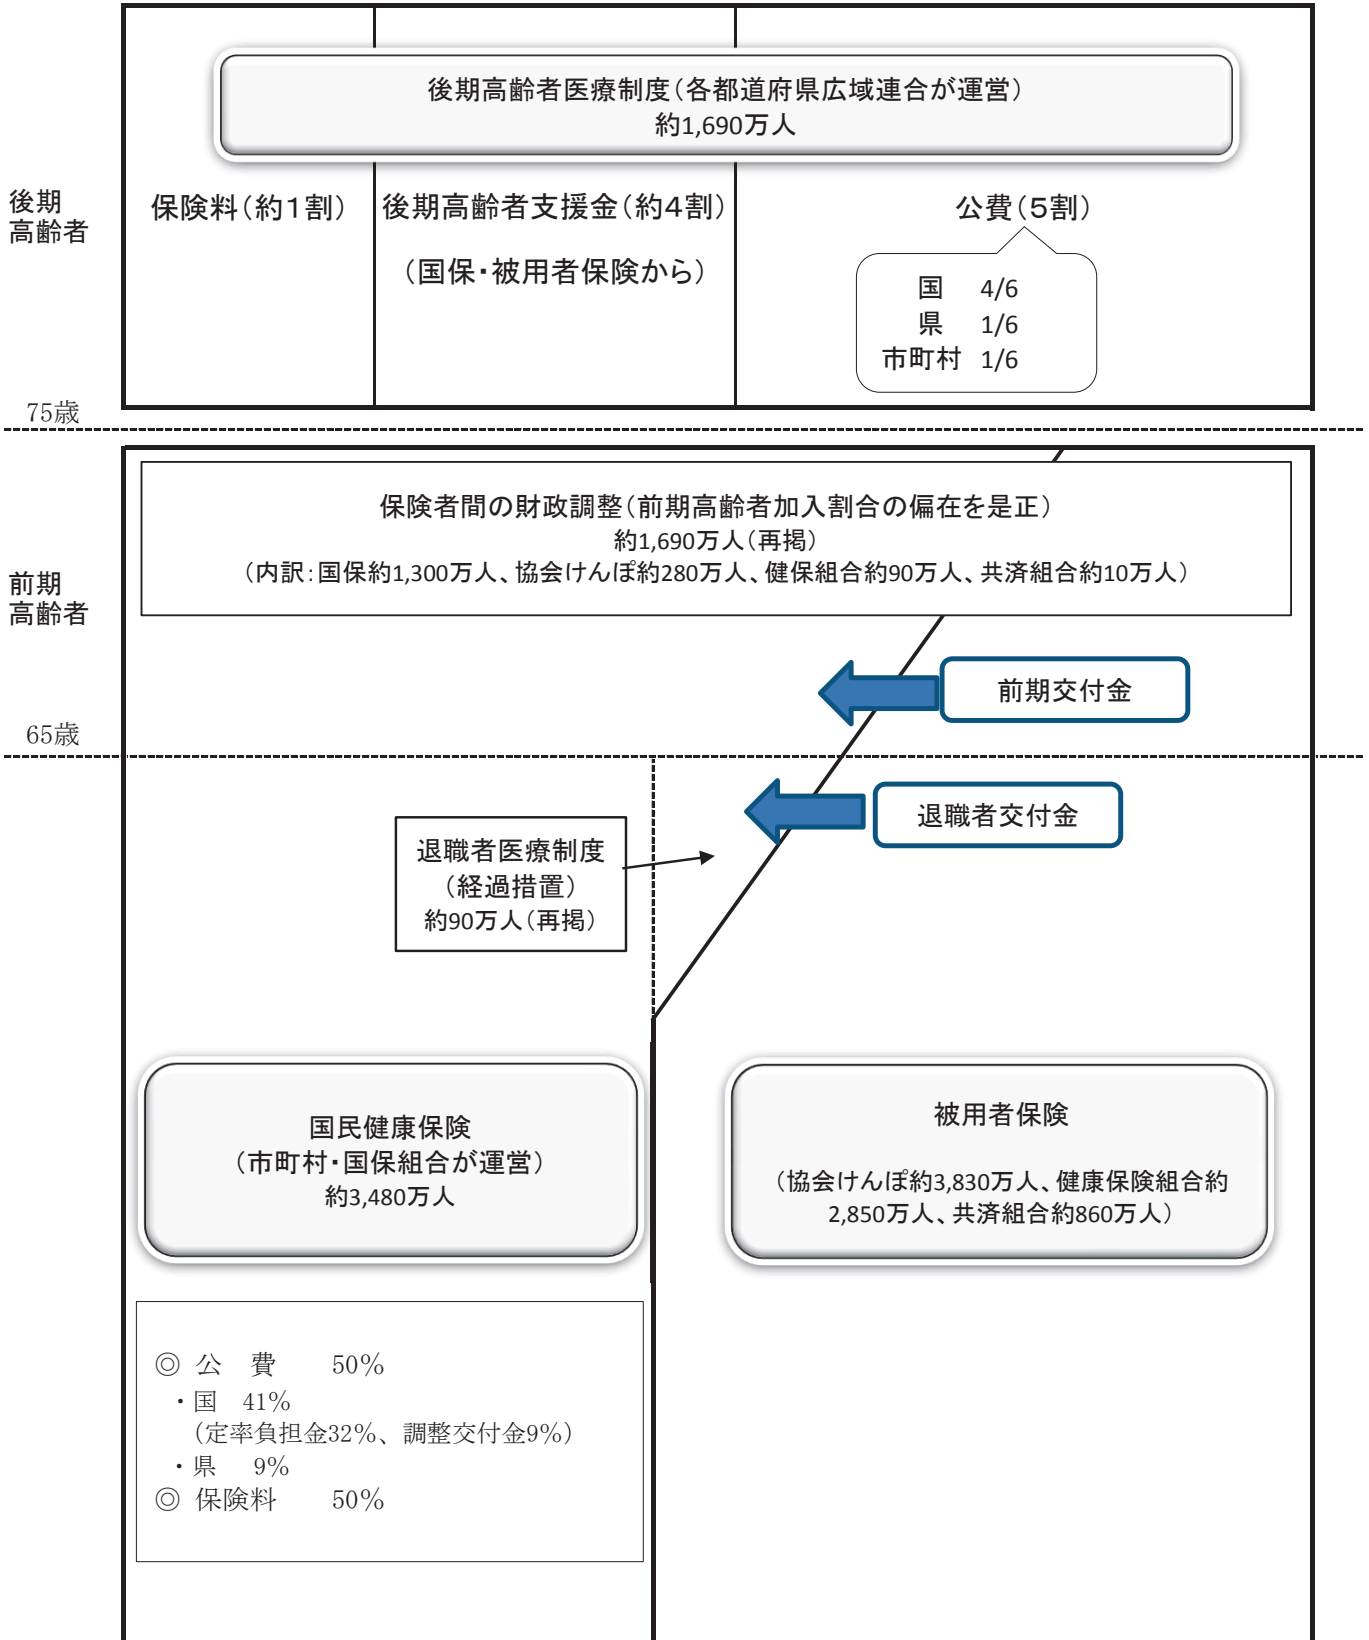 後期高齢者医療制度（各都道府県広域連合が運営）
約1,690万人
後期
高齢者
保険料（約１割）
後期高齢者支援金（約４割）
（国保・被用者保険から）
公費（５割）
国 4/6
県 1/6
市町村 1/6
75歳
保険者間の財政調整（前期高齢者加入割合の偏在を是正）
約1,690万人（再掲）
（内訳：国保約1,300万人、協会けんぽ約280万人、健保組合約90万人、共済組合約10万人）
前期
高齢者
前期交付金
65歳
退職者交付金
退職者医療制度
（経過措置）
約90万人（再掲）
国民健康保険
（市町村・国保組合が運営）
約3,480万人
被用者保険
（協会けんぽ約3,830万人、健康保険組合約
2,850万人、共済組合約860万人）
◎ 公　費　　50％
・国　41％
（定率負担金32％、調整交付金9％）
・県　9％
◎ 保険料　　50％